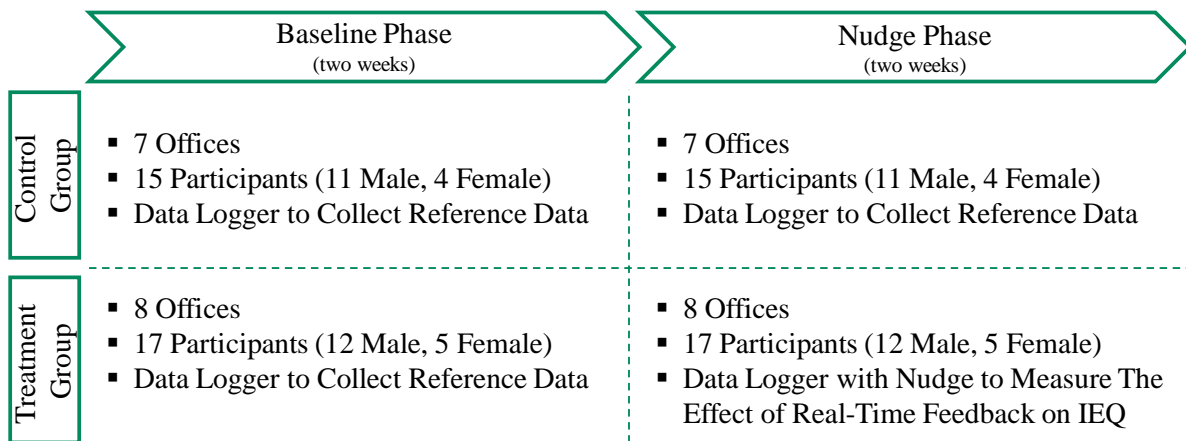 Baseline Phase
(two weeks)
Nudge Phase
(two weeks)
Control
Group
▪ 7 Offices
▪ 15 Participants (11 Male, 4 Female)
▪ Data Logger to Collect Reference Data
▪ 7 Offices
▪ 15 Participants (11 Male, 4 Female)
▪ Data Logger to Collect Reference Data
Treatment
Group
▪ 8 Offices
▪ 17 Participants (12 Male, 5 Female)
▪ Data Logger to Collect Reference Data
▪ 8 Offices
▪ 17 Participants (12 Male, 5 Female)
▪ Data Logger with Nudge to Measure The
Effect of Real-Time Feedback on IEQ